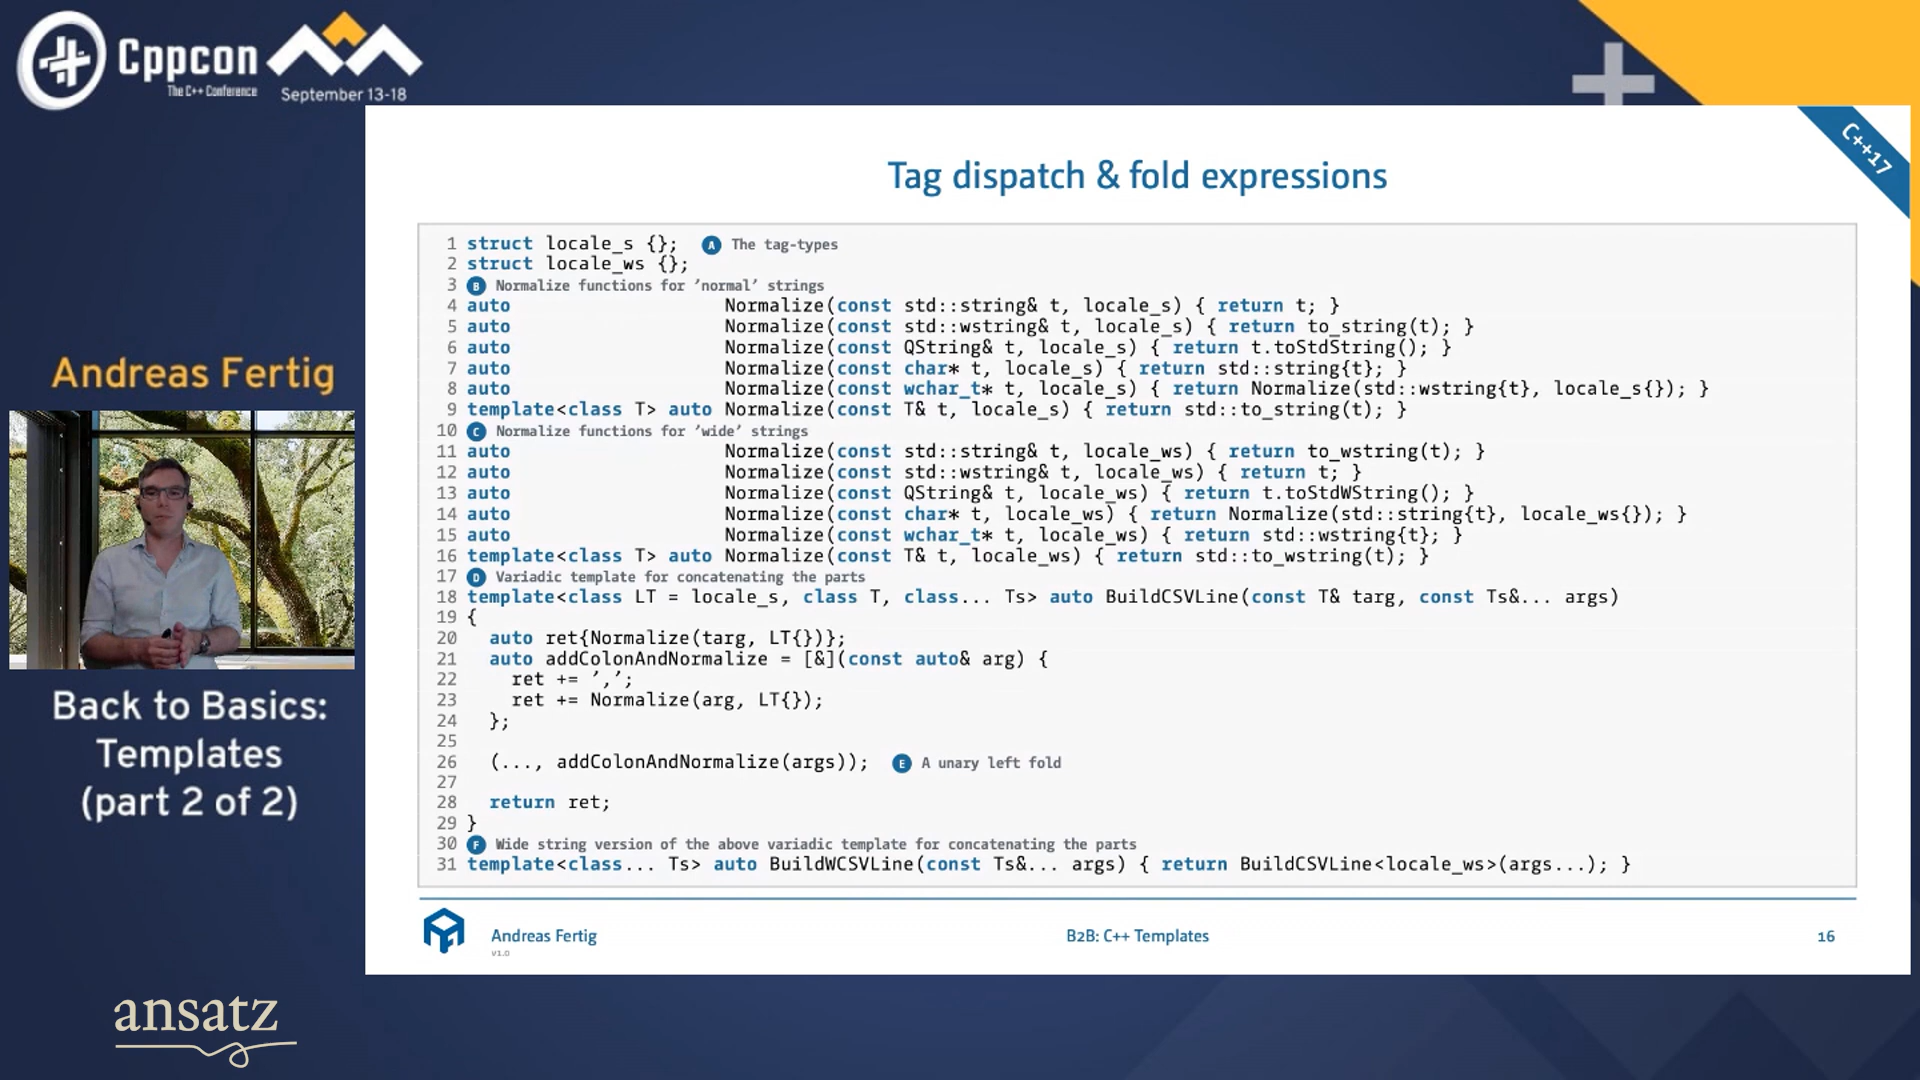 Cppcon
The C++ Conference
September 13-18
C++17
Tag dispatch & fold expressions
1 struct locale_s {}; A The tag-types
2 struct locale_ws {};
3 B Normalize functions for ’normal’ strings
4 auto Normalize(const std::string& t, locale_s) { return t; }
5 auto Normalize(const std::wstring& t, locale_s) { return to_string(t); }
6 auto Normalize(const QString& t, locale_s) { return t.toStdString(); }
7 auto Normalize(const char* t, locale_s) { return std::string{t}; }
8 auto Normalize(const wchar_t* t, locale_s) { return Normalize(std::wstring{t}, locale_s{}); }
9 template<class T> auto Normalize(const T& t, locale_s) { return std::to_string(t); }
10 C Normalize functions for ’wide’ strings
11 auto Normalize(const std::string& t, locale_ws) { return to_wstring(t); }
12 auto Normalize(const std::wstring& t, locale_ws) { return t; }
13 auto Normalize(const QString& t, locale_ws) { return t.toStdWString(); }
14 auto Normalize(const char* t, locale_ws) { return Normalize(std::string{t}, locale_ws{}); }
15 auto Normalize(const wchar_t* t, locale_ws) { return std::wstring{t}; }
16 template<class T> auto Normalize(const T& t, locale_ws) { return std::to_wstring(t); }
17 D Variadic template for concatenating the parts
18 template<class LT = locale_s, class T, class... Ts> auto BuildCSVLine(const T& targ, const Ts&... args)
19 {
20 auto ret{Normalize(targ, LT{})};
21 auto addColonAndNormalize = [&](const auto& arg) {
22 ret += ’,’;
23 ret += Normalize(arg, LT{});
24 };
25
26 (..., addColonAndNormalize(args)); E A unary left fold
27
28 return ret;
29 }
30 F Wide string version of the above variadic template for concatenating the parts
31 template<class... Ts> auto BuildWCSVLine(const Ts&... args) { return BuildCSVLine<locale_ws>(args...); }
Andreas Fertig
v1.0
B2B: C++ Templates
16
Andreas Fertig
Back to Basics:
Templates
(part 2 of 2)
ansatz